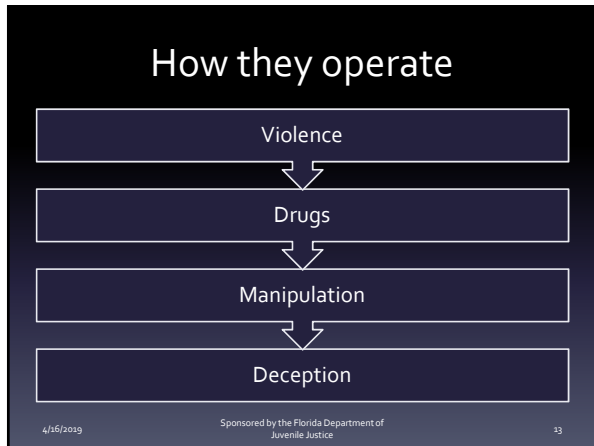 How they operate
Violence
Drugs
Manipulation
Deception
4/16/2019
Sponsored by the Florida Department of
Juvenile Justice
13